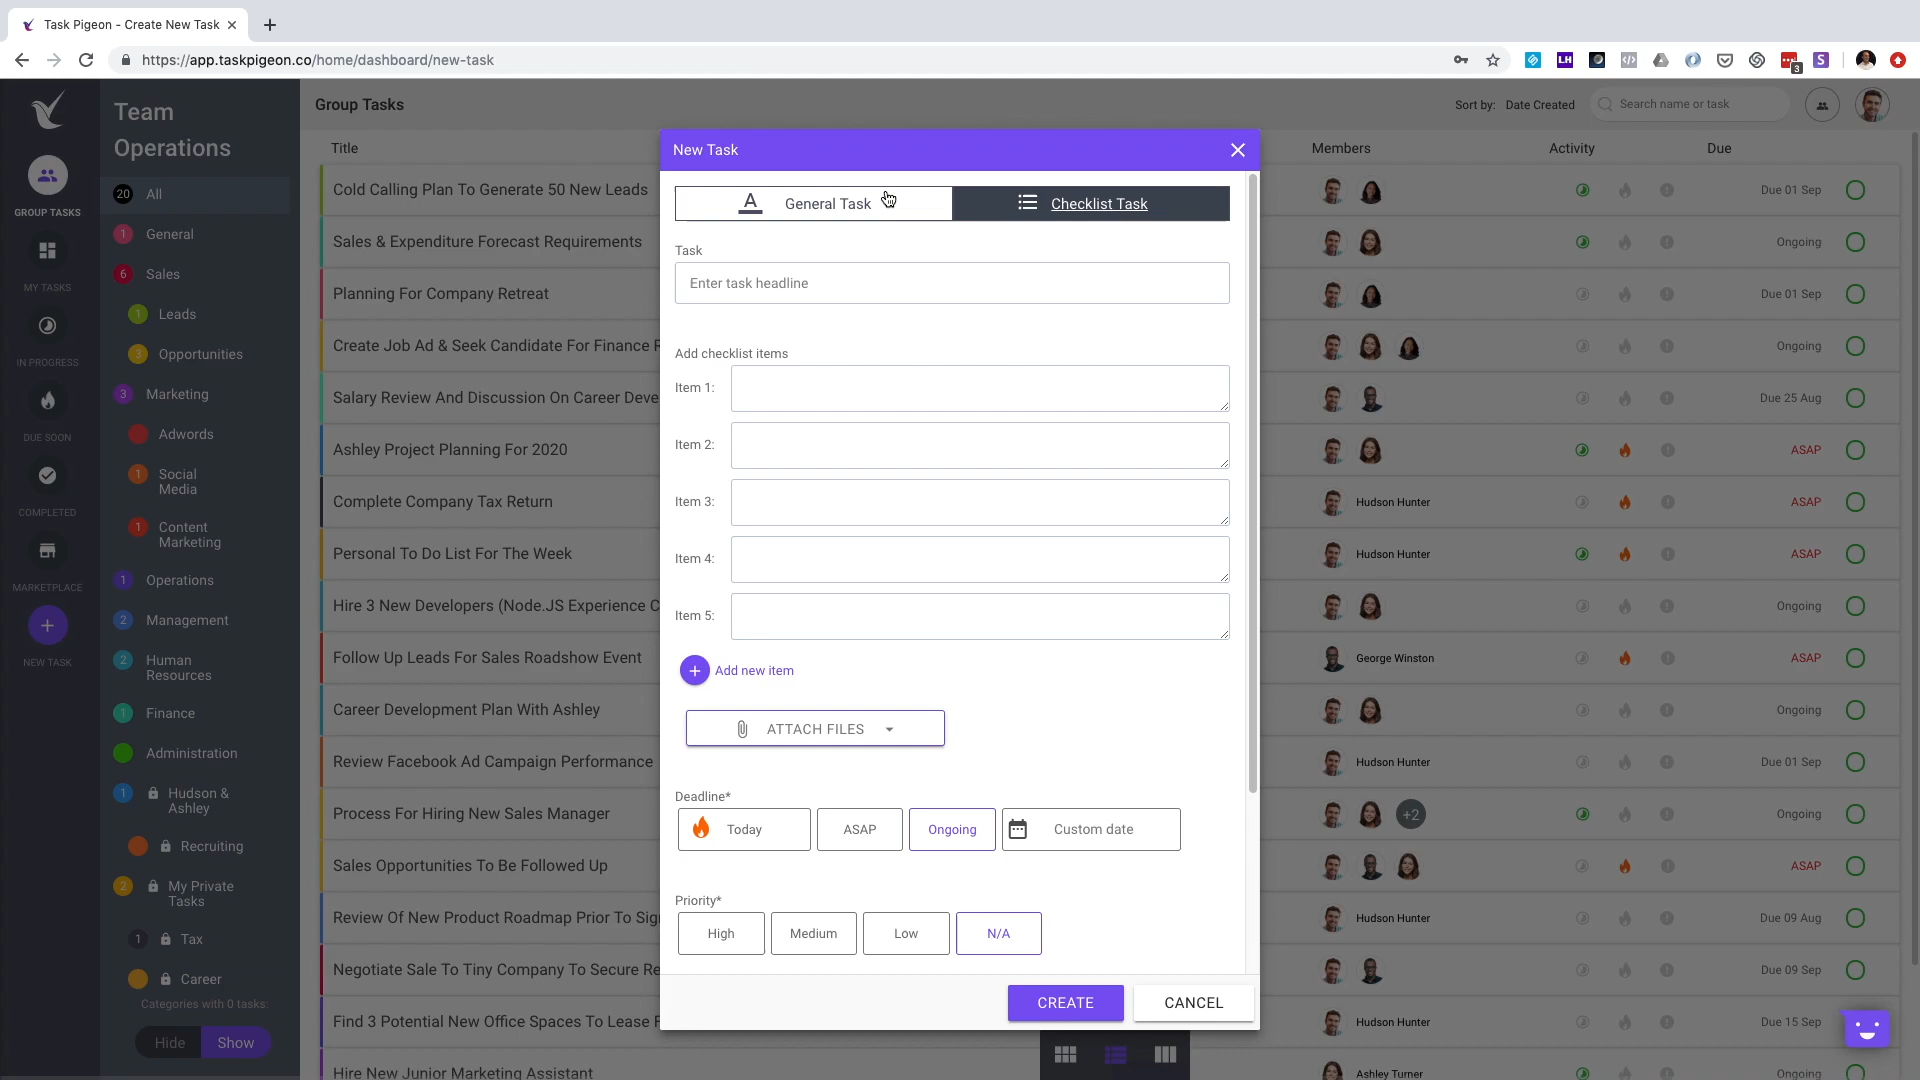 Task Pigeon - Create New Task
https://app.taskpigeon.co/home/dashboard/new-task
LH
3
S
Team
Operations
GROUP TASKS
MY TASKS
IN PROGRESS
DUE SOON
COMPLETED
MARKETPLACE
NEW TASK
20 All
1 General
6 Sales
1 Leads
3 Opportunities
3 Marketing
Adwords
1 Social
Media
1 Content
Marketing
1 Operations
2 Management
2 Human
Resources
1 Finance
Administration
1 Hudson &
Ashley
Recruiting
2 My Private
Tasks
1 Tax
Career
Categories with 0 tasks:
Hide Show
Group Tasks
Sort by: Date Created
Search name or task
Title
Members
Activity
Due
Cold Calling Plan To Generate 50 New Leads
Due 01 Sep
Sales & Expenditure Forecast Requirements
Ongoing
Planning For Company Retreat
Due 01 Sep
Create Job Ad & Seek Candidate For Finance
Ongoing
Salary Review And Discussion On Career Deve
Due 25 Aug
Ashley Project Planning For 2020
ASAP
Complete Company Tax Return
Hudson Hunter
ASAP
Personal To Do List For The Week
Hudson Hunter
ASAP
Hire 3 New Developers (Node.JS Experience
Ongoing
Follow Up Leads For Sales Roadshow Event
George Winston
ASAP
Career Development Plan With Ashley
Ongoing
Review Facebook Ad Campaign Performance
Hudson Hunter
Due 01 Sep
Process For Hiring New Sales Manager
+2
Ongoing
Sales Opportunities To Be Followed Up
ASAP
Review Of New Product Roadmap Prior To Sig
Hudson Hunter
Due 09 Aug
Negotiate Sale To Tiny Company To Secure Re
Due 09 Sep
Find 3 Potential New Office Spaces To Lease
Hudson Hunter
Due 15 Sep
Hire New Junior Marketing Assistant
Ashley Turner
Ongoing
New Task
General Task
Checklist Task
Task
Enter task headline
Add checklist items
Item 1:
Item 2:
Item 3:
Item 4:
Item 5:
+ Add new item
ATTACH FILES
Deadline*
Today
ASAP
Ongoing
Custom date
Priority*
High
Medium
Low
N/A
CREATE
CANCEL